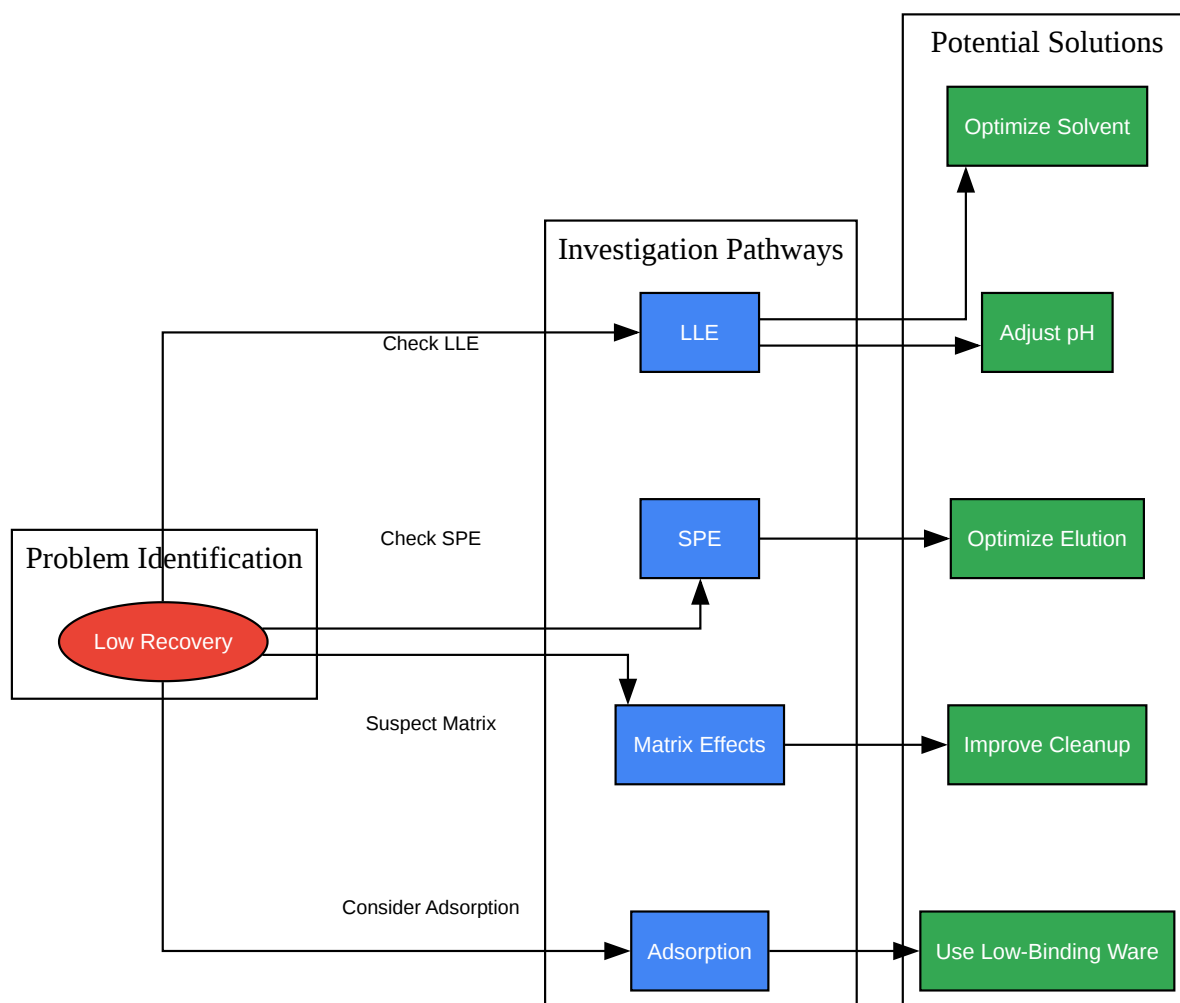 Potential Solutions
Optimize Solvent
Investigation Pathways
Check LLE
LLE
Adjust pH
Problem Identification
Check SPE
SPE
Optimize Elution
Low Recovery
Suspect Matrix
Matrix Effects
Improve Cleanup
Consider Adsorption
Adsorption
Use Low-Binding Ware